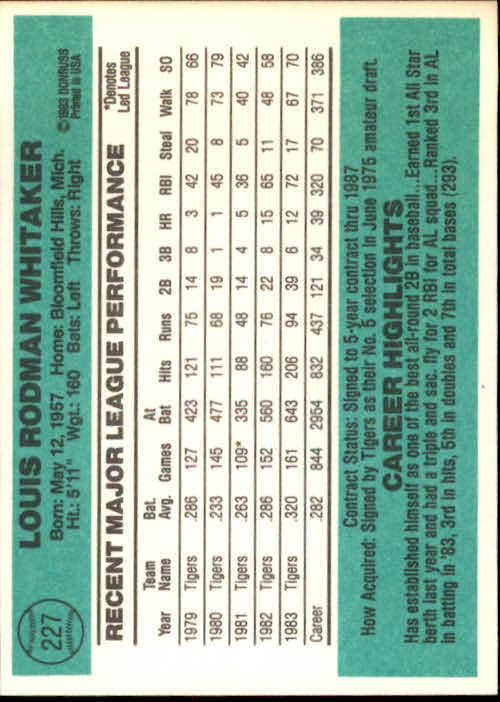 227
LOUIS RODMAN WHITAKER
Born: May 12, 1957 Home: Bloomfield Hills, Mich.
Ht.: 5'11" Wgt.: 160 Bats: Left Throws: Right
© 1983 DONRUSS
Printed in USA
RECENT MAJOR LEAGUE PERFORMANCE
*Denotes
Led League
Year Team Name Bat. Avg. Games At Bat Hits Runs 2B 3B HR RBI Steal Walk SO
1979 Tigers .286 127 423 121 75 14 8 3 42 20 78 66
1980 Tigers .233 145 477 111 68 19 1 1 45 8 73 79
1981 Tigers .263 109* 335 88 48 14 4 5 36 5 40 42
1982 Tigers .286 152 560 160 76 22 8 15 65 11 48 58
1983 Tigers .320 161 643 206 94 39 6 12 72 17 67 70
Career .282 844 2954 832 437 121 34 39 320 70 371 386
Contract Status: Signed to 5-year contract thru 1987
How Acquired: Signed by Tigers as their No. 5 selection in June 1975 amateur draft.
CAREER HIGHLIGHTS
Has established himself as one of the best all-round 2B in baseball...Earned 1st All Star
berth last year and had a triple and sac. fly for 2 RBI for AL squad...Ranked 3rd in AL
in batting in '83, 3rd in hits, 5th in doubles and 7th in total bases (293).